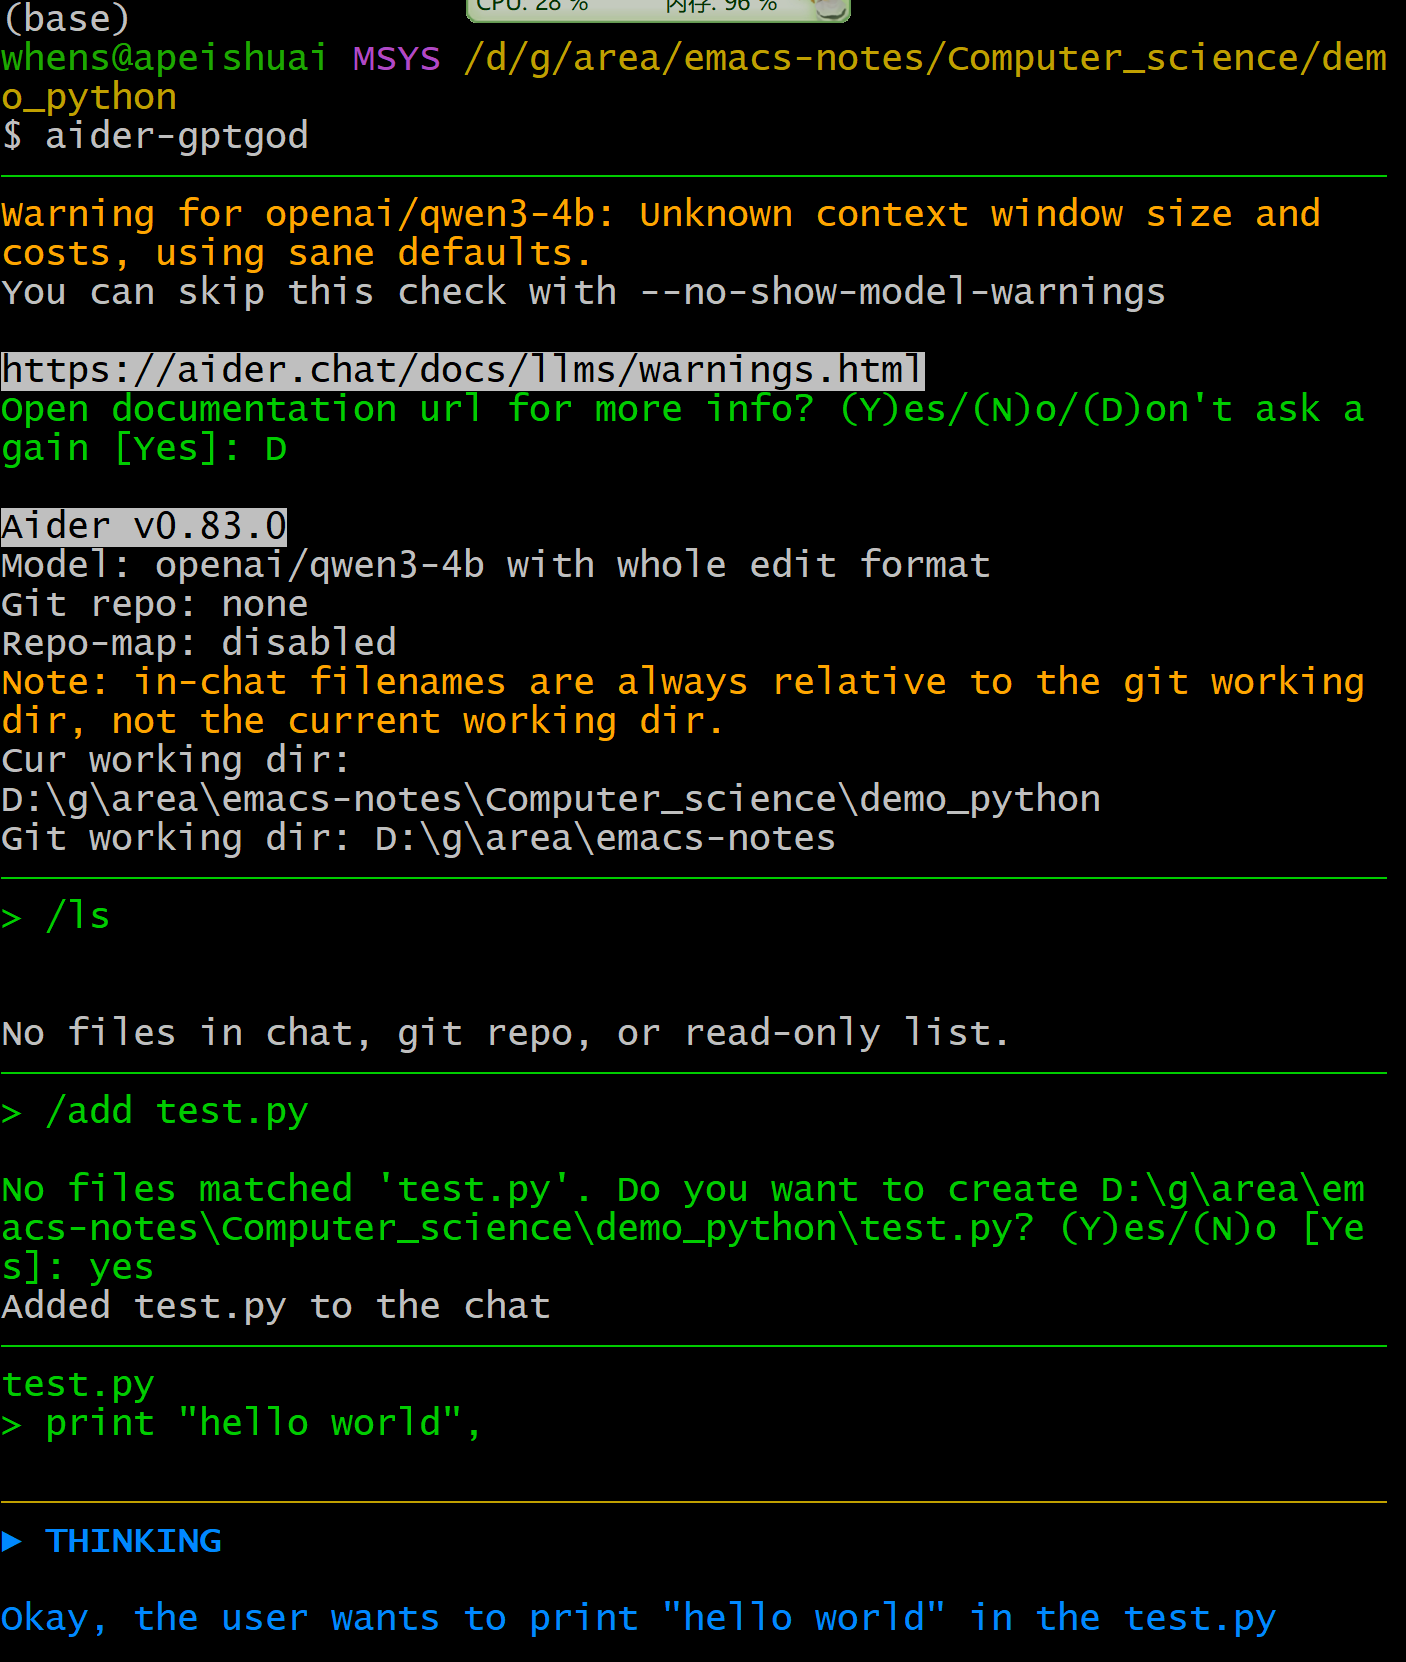 (base)
CPU: 28 % 内存: 96 %
whens@apeishuai MSYS /d/g/area/emacs-notes/Computer_science/dem
o_python
$ aider-gptgod
Warning for openai/qwen3-4b: Unknown context window size and
costs, using sane defaults.
You can skip this check with --no-show-model-warnings
https://aider.chat/docs/llms/warnings.html
Open documentation url for more info? (Y)es/(N)o/(D)on't ask a
gain [Yes]: D
Aider v0.83.0
Model: openai/qwen3-4b with whole edit format
Git repo: none
Repo-map: disabled
Note: in-chat filenames are always relative to the git working
dir, not the current working dir.
Cur working dir:
D:\g\area\emacs-notes\Computer_science\demo_python
Git working dir: D:\g\area\emacs-notes
> /ls
No files in chat, git repo, or read-only list.
> /add test.py
No files matched 'test.py'. Do you want to create D:\g\area\em
acs-notes\Computer_science\demo_python\test.py? (Y)es/(N)o [Ye
s]: yes
Added test.py to the chat
test.py
> print "hello world",
► THINKING
Okay, the user wants to print "hello world" in the test.py